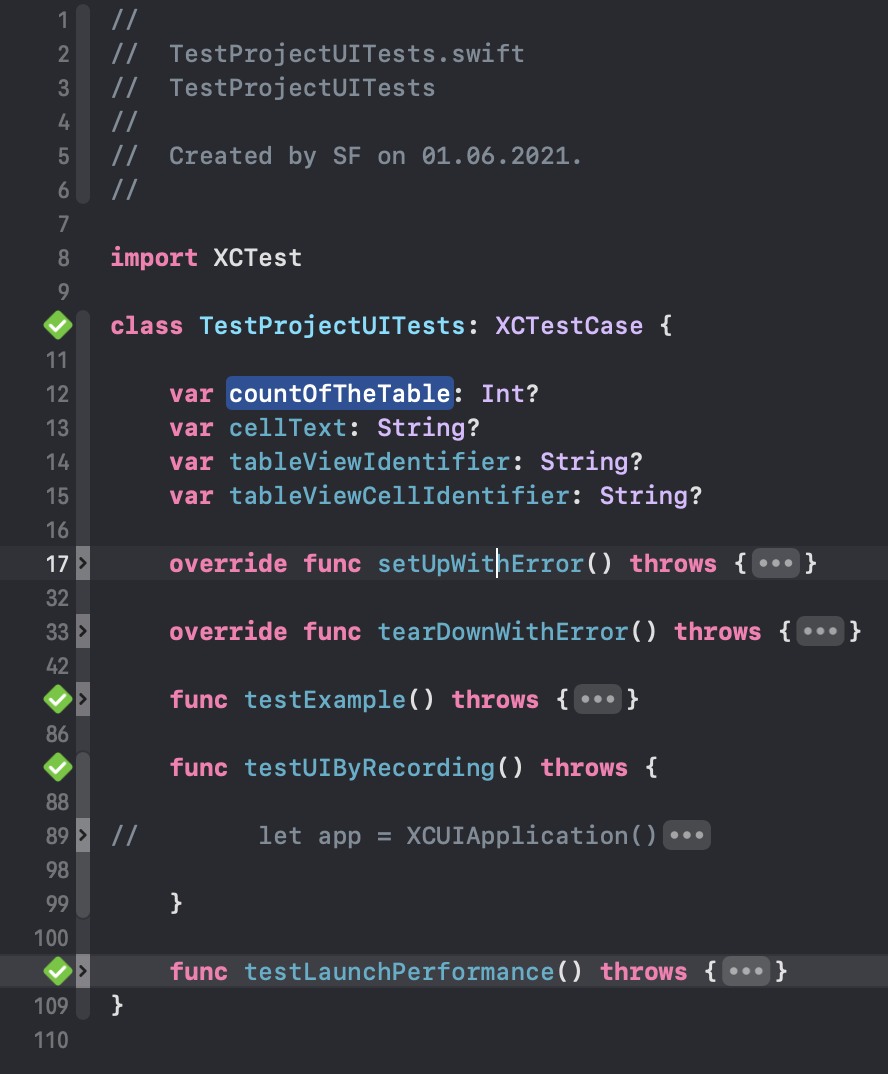 1 //
2 //  TestProjectUITests.swift
3 //  TestProjectUITests
4 //
5 //  Created by SF on 01.06.2021.
6 //
7
8 import XCTest
9
class TestProjectUITests: XCTestCase {
11
12     var countOfTheTable: Int?
13     var cellText: String?
14     var tableViewIdentifier: String?
15     var tableViewCellIdentifier: String?
16
17     override func setUpWithError() throws {•••}
32
33     override func tearDownWithError() throws {•••}
42
    func testExample() throws {•••}
86
    func testUIByRecording() throws {
88
89 //        let app = XCUIApplication()•••
98
99     }
100
    func testLaunchPerformance() throws {•••}
109 }
110